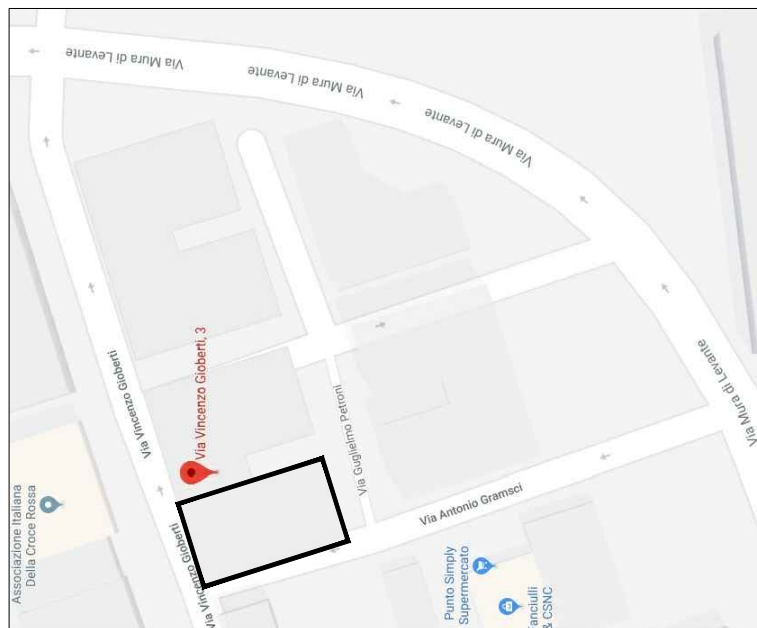 Via Mura di Levante
Via Mura di Levante
Via Mura di Levante
Via Mura di Levante
Via Vincenzo Gioberti
Via Vincenzo Gioberti, 3
Via Guglielmo Petroni
Via Vincenzo Gioberti
Via Antonio Gramsci
Associazione Italiana
Della Croce Rossa
Punto Simply
Supermercato
Fanciulli
& CSNC